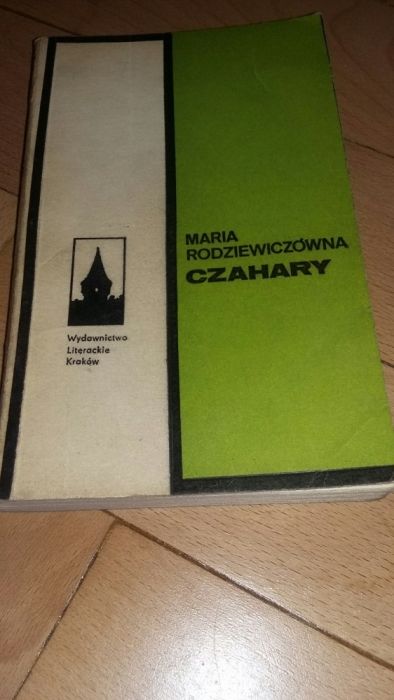 MARIA
RODZIEWICZÓWNA
CZAHARY
Wydawnictwo
Literackie
Kraków